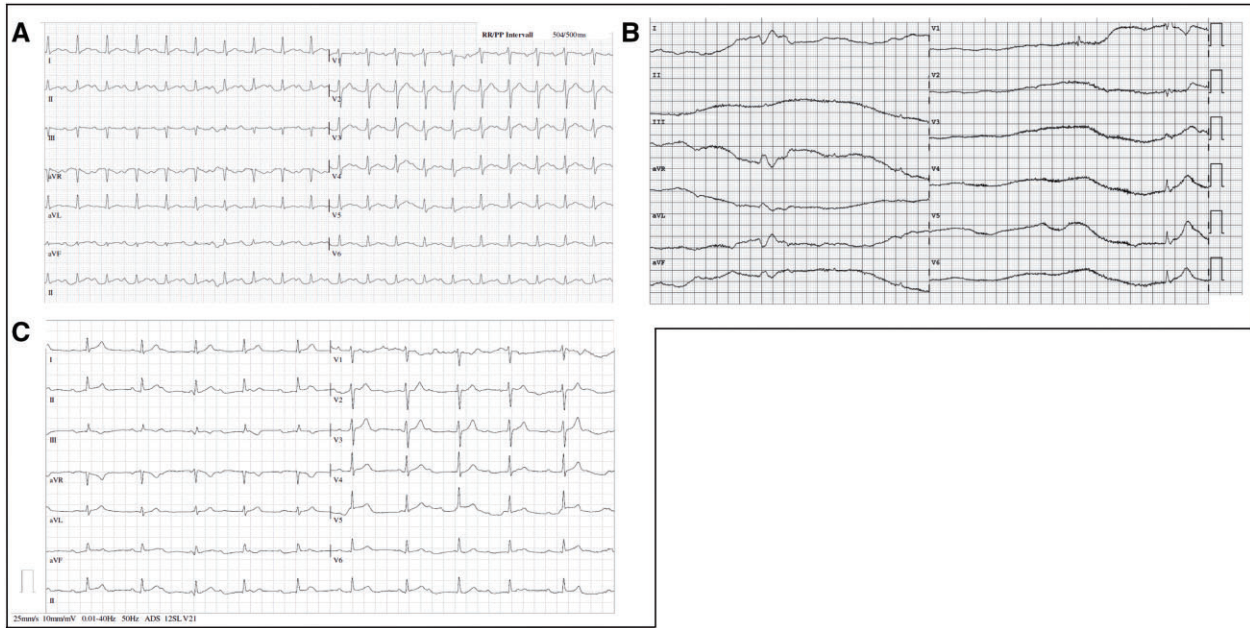 A
RR/PP Intervall 504/500ms
I
V1
II
V2
III
V3
aVR
V4
aVL
V5
aVF
V6
II
B
I
V1
II
V2
III
V3
aVR
V4
aVL
V5
aVF
V6
C
I
V1
II
V2
III
V3
aVR
V4
aVL
V5
aVF
V6
II
25mm/s 10mm/mV 0.01-40Hz 50Hz ADS 12SL V21